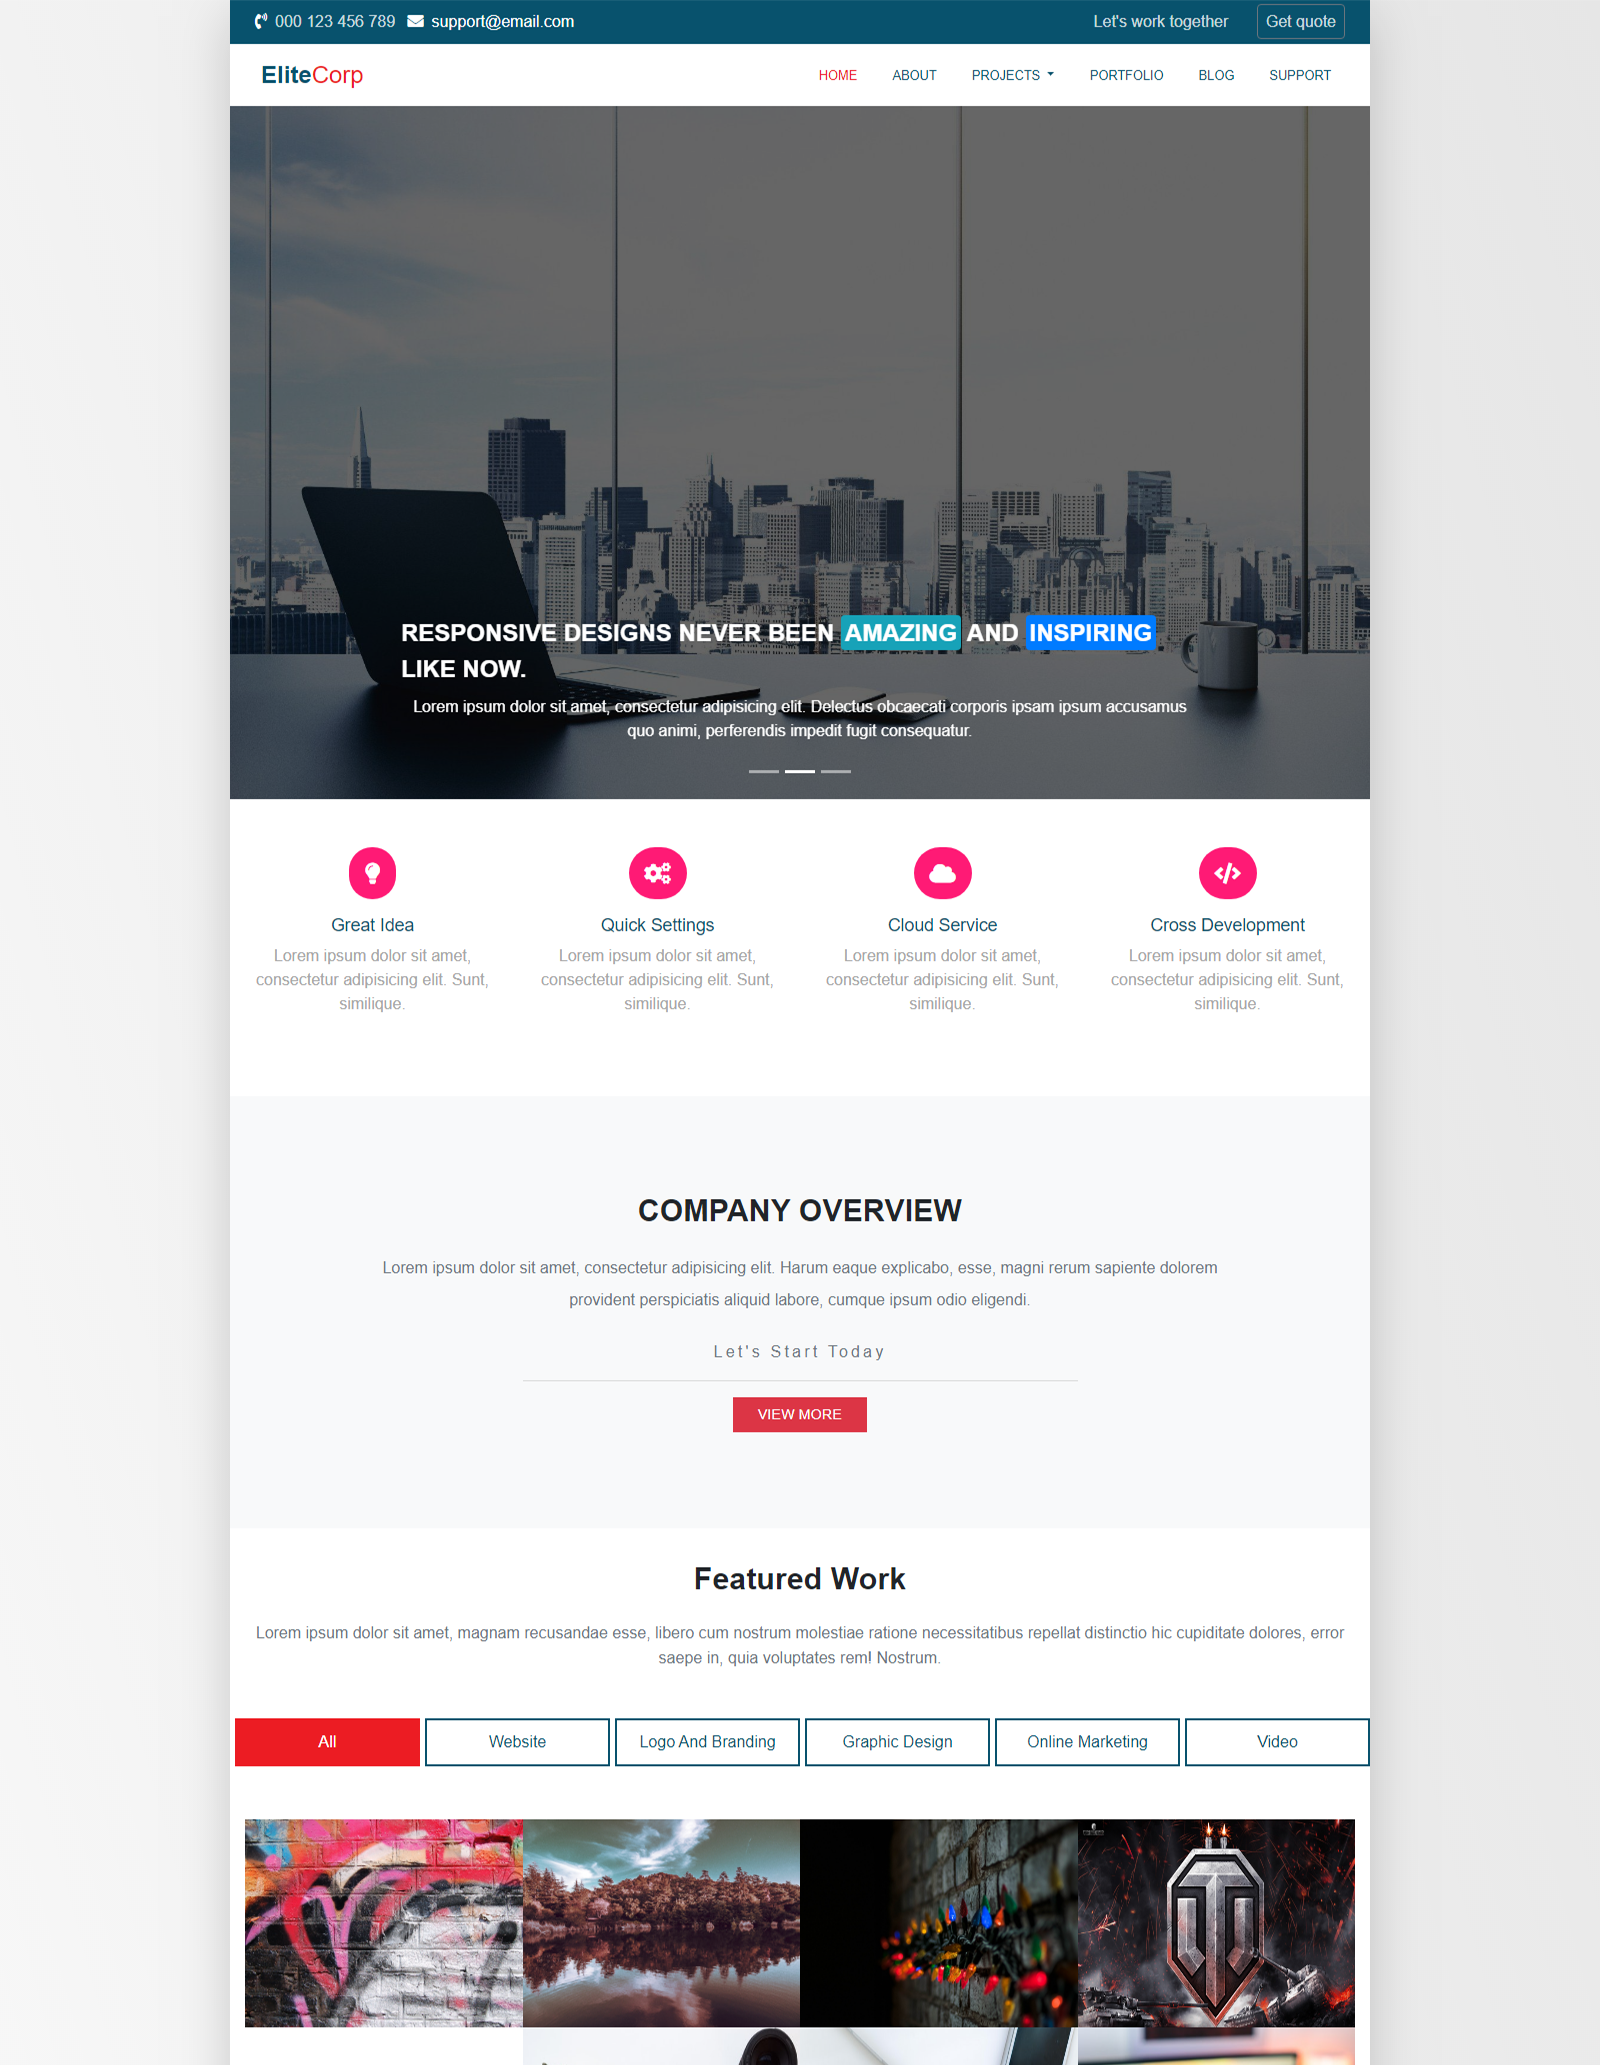 000 123 456 789 support@email.com Let's work together Get quote
EliteCorp HOME ABOUT PROJECTS PORTFOLIO BLOG SUPPORT
RESPONSIVE DESIGNS NEVER BEEN AMAZING AND INSPIRING
LIKE NOW.
Lorem ipsum dolor sit amet, consectetur adipisicing elit. Delectus obcaecati corporis ipsam ipsum accusamus
quo animi, perferendis impedit fugit consequatur.
Great Idea
Lorem ipsum dolor sit amet,
consectetur adipisicing elit. Sunt,
similique.
Quick Settings
Lorem ipsum dolor sit amet,
consectetur adipisicing elit. Sunt,
similique.
Cloud Service
Lorem ipsum dolor sit amet,
consectetur adipisicing elit. Sunt,
similique.
Cross Development
Lorem ipsum dolor sit amet,
consectetur adipisicing elit. Sunt,
similique.
COMPANY OVERVIEW
Lorem ipsum dolor sit amet, consectetur adipisicing elit. Harum eaque explicabo, esse, magni rerum sapiente dolorem
provident perspiciatis aliquid labore, cumque ipsum odio eligendi.
Let's Start Today
VIEW MORE
Featured Work
Lorem ipsum dolor sit amet, magnam recusandae esse, libero cum nostrum molestiae ratione necessitatibus repellat distinctio hic cupiditate dolores, error
saepe in, quia voluptates rem! Nostrum.
All Website Logo And Branding Graphic Design Online Marketing Video